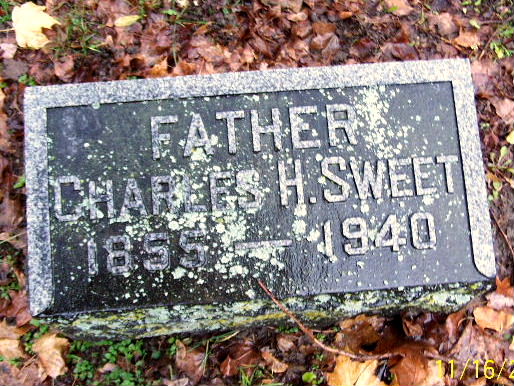 FATHER
CHARLES H. SWEET
1855 — 1940
11/16/2